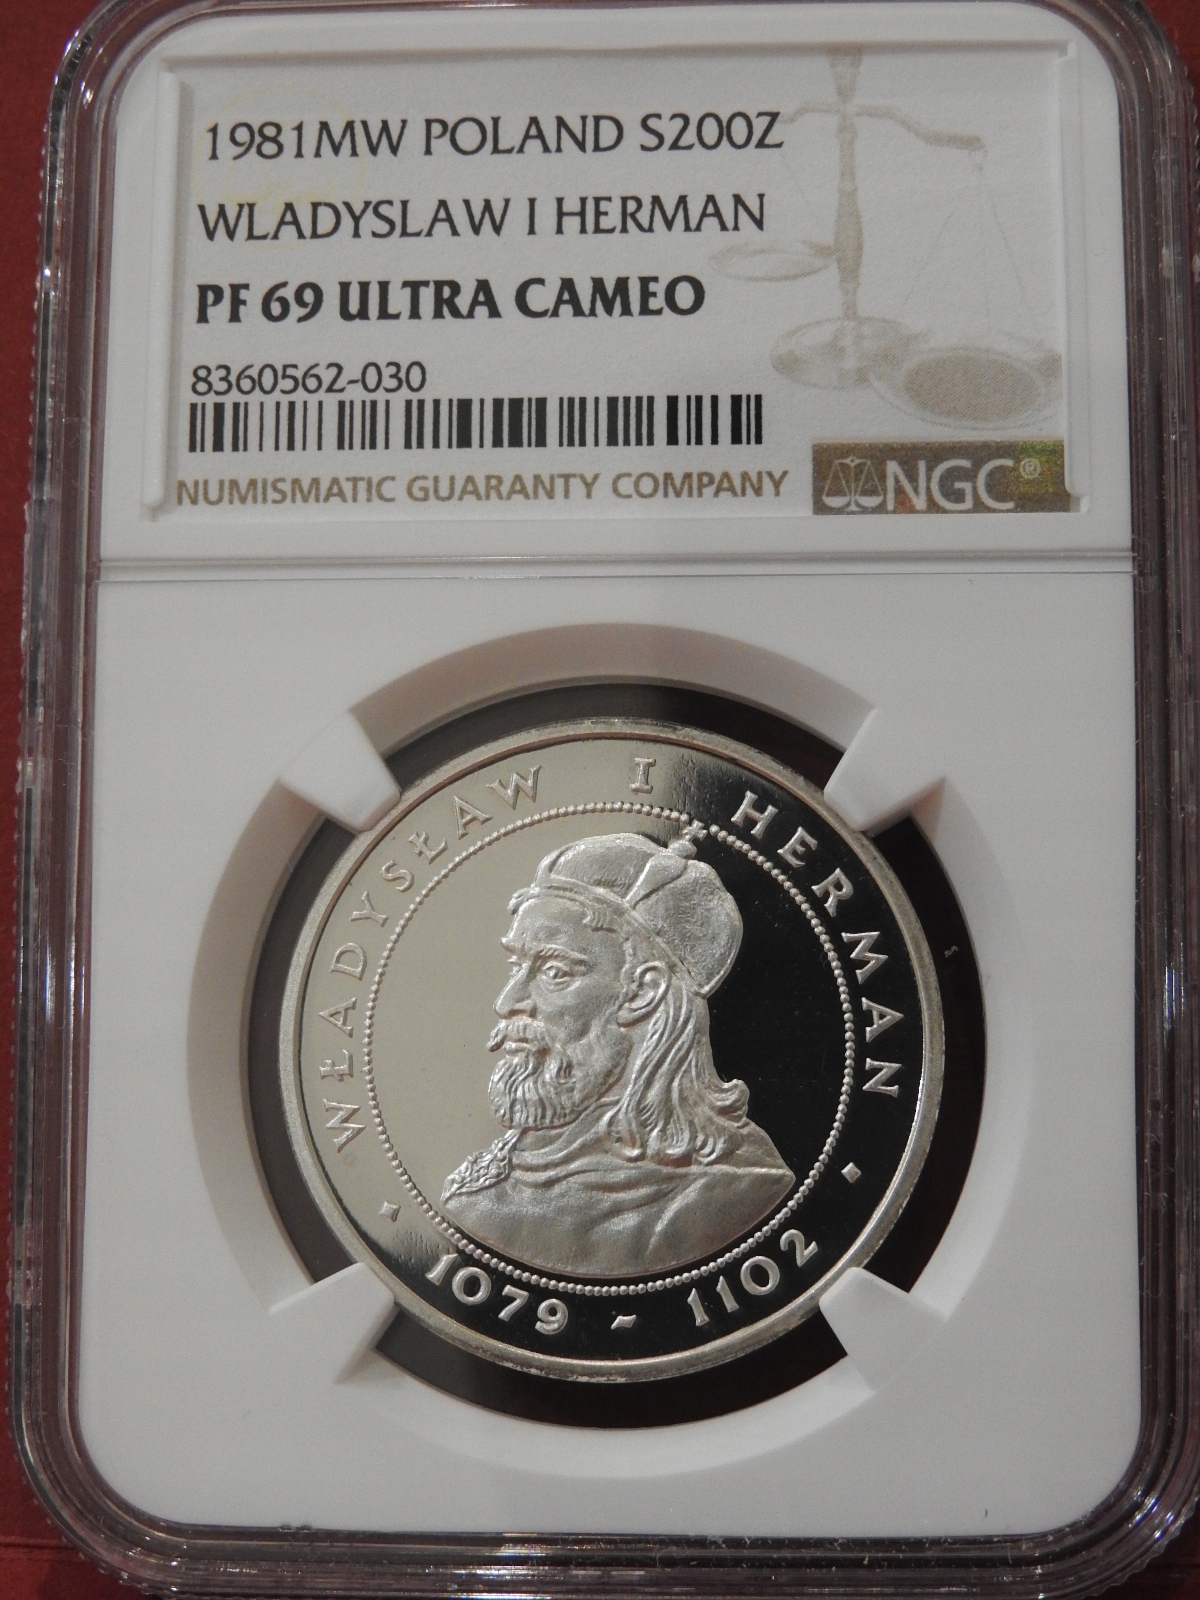 1981MW POLAND S200Z
WLADYSLAW I HERMAN
PF 69 ULTRA CAMEO
8360562-030
NUMISMATIC GUARANTY COMPANY
NGC®
WŁADYSŁAW I HERMAN
1079 - 1102